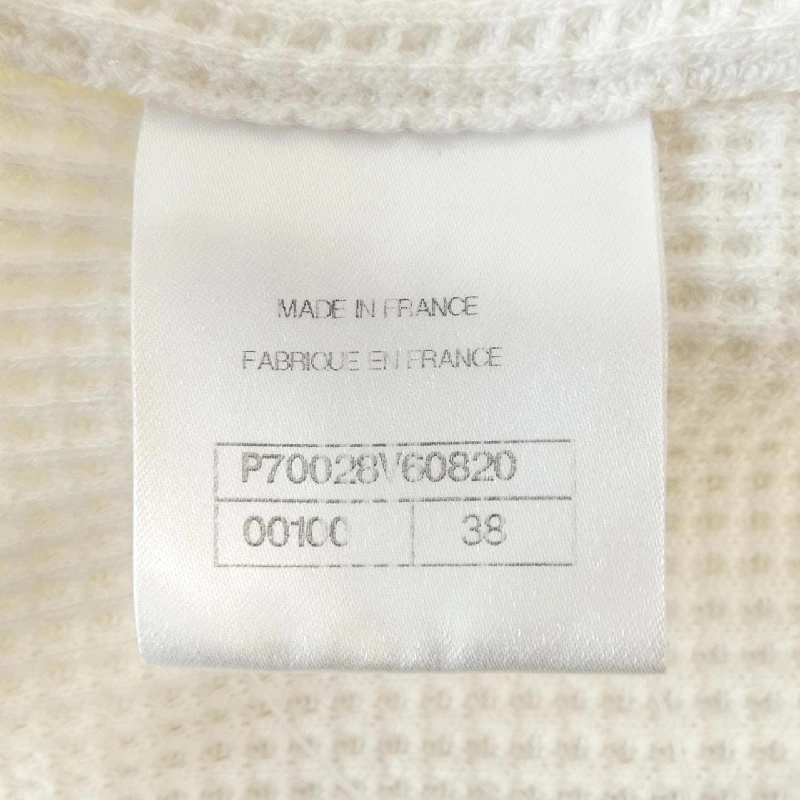 MADE IN FRANCE
FABRIQUE EN FRANCE
P70028V60820
00100 38